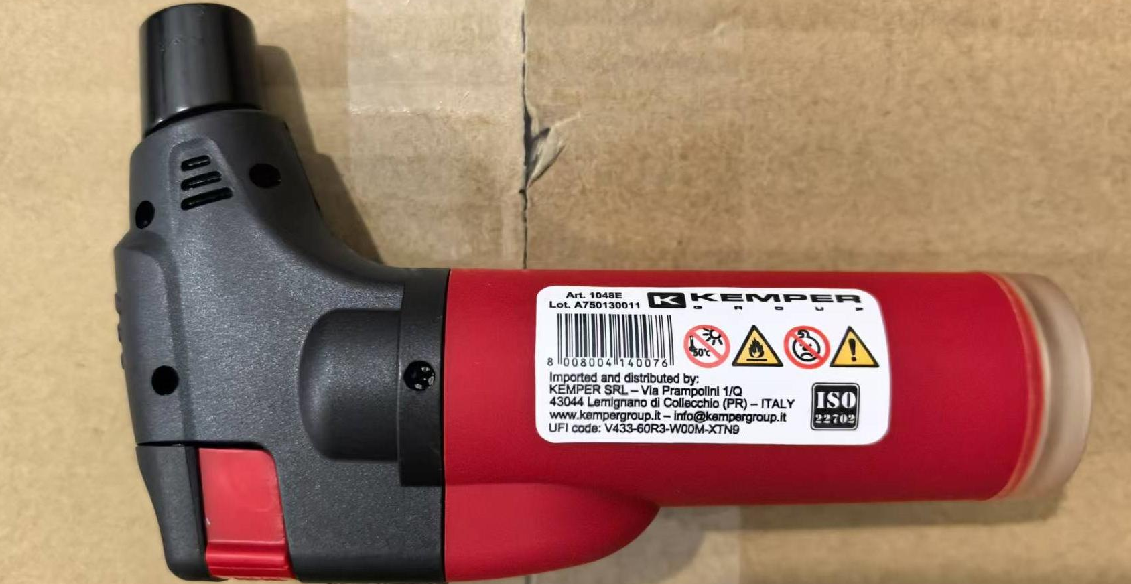 Art. 1048E
Lot. A750130011
K KEMPER
GROUP
8 008004 140076
50°C
Imported and distributed by:
KEMPER SRL – Via Prampolini 1/Q
43044 Lemignano di Collecchio (PR) – ITALY
www.kempergroup.it – info@kempergroup.it
UFI code: V433-60R3-W00M-XTN9
ISO
22702